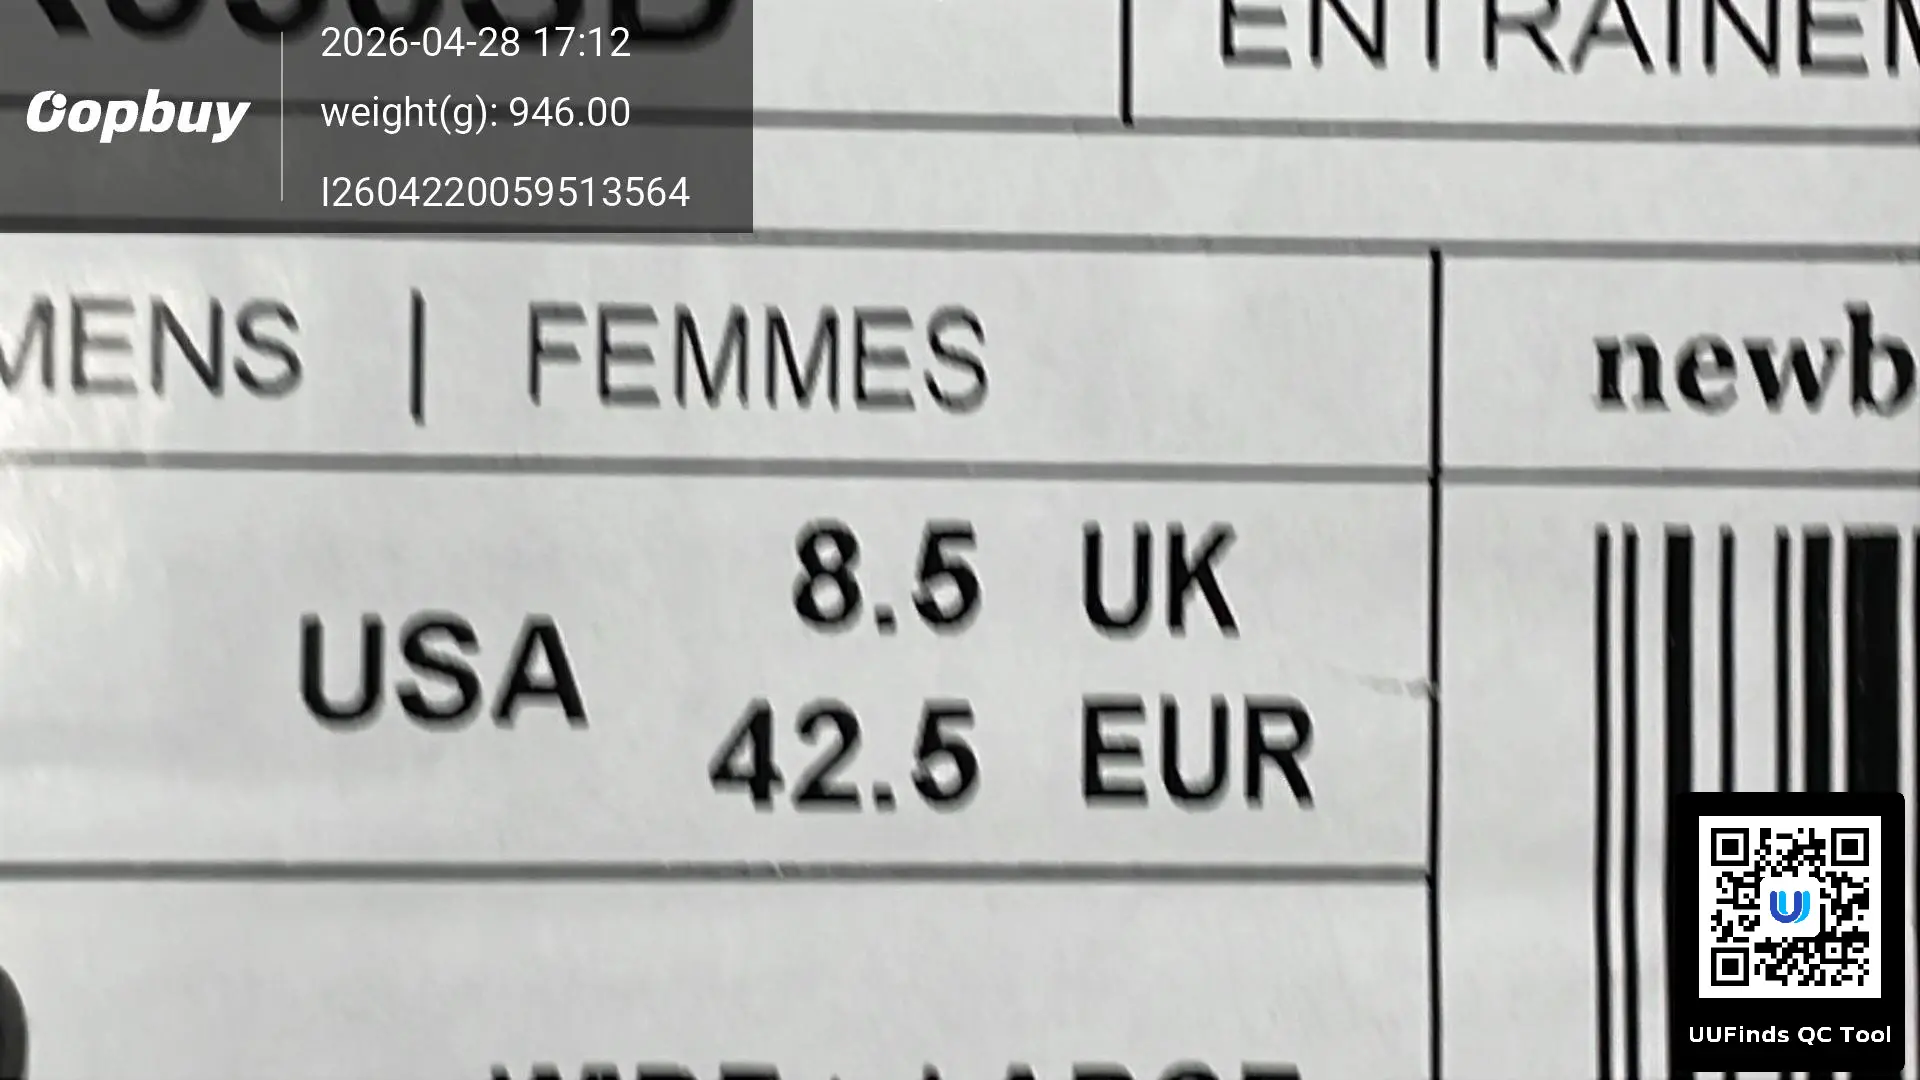 2026-04-28 17:12
oopbuy
weight(g): 946.00
I2604220059513564
MENS | FEMMES
newb
8.5 UK
USA
42.5 EUR
UUFinds QC Tool